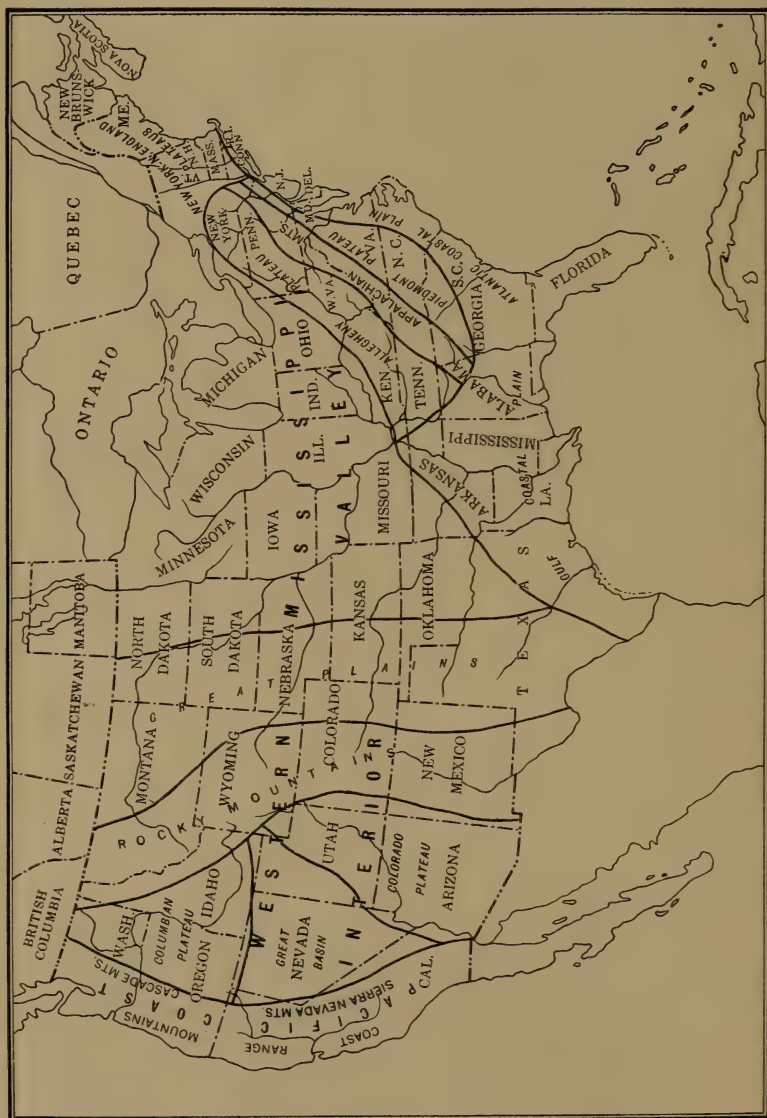 BRITISH
COLUMBIA
ALBERTA
SASKATCHEWAN
MANITOBA
ONTARIO
QUEBEC
NEW
BRUNS-
WICK
NOVA SCOTIA
ME.
NEW YORK-N. ENGLAND
PLATEAUS
VT.
N.H.
MASS.
R.I.
CONN.
NEW
YORK
PENN.
N.J.
MD.
DEL.
WASH.
COLUMBIAN
PLATEAU
OREGON
IDAHO
MONTANA
NORTH
DAKOTA
SOUTH
DAKOTA
MINNESOTA
WISCONSIN
MICHIGAN
CASCADE MTS.
PACIFIC COAST
MOUNTAINS
COAST
RANGE
SIERRA NEVADA MTS.
CAL.
GREAT
NEVADA
BASIN
WESTERN
INTERIOR
UTAH
COLORADO
PLATEAU
ARIZONA
ROCKY MOUNTAINS
WYOMING
COLORADO
NEW
MEXICO
GREAT PLAINS
NEBRASKA
KANSAS
OKLAHOMA
TEXAS
GULF
COASTAL
PLAIN
MISSISSIPPI
VALLEY
IOWA
ILL.
IND.
OHIO
MISSOURI
KEN.
TENN.
ARKANSAS
LA.
MISSISSIPPI
ALABAMA
GEORGIA
FLORIDA
S.C.
N.C.
VA.
W.VA.
ALLEGHENY
PLATEAU
APPALACHIAN
MTS.
PIEDMONT
PLATEAU
ATLANTIC
COASTAL
PLAIN